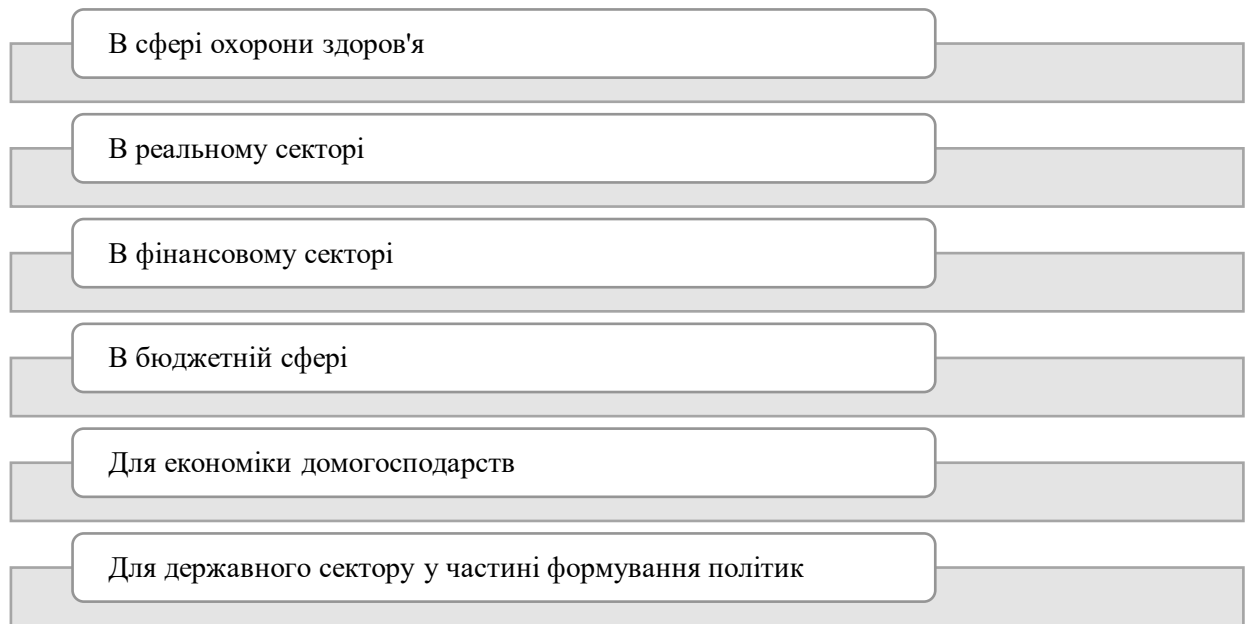 В сфері охорони здоров'я
В реальному секторі
В фінансовому секторі
В бюджетній сфері
Для економіки домогосподарств
Для державного сектору у частині формування політик